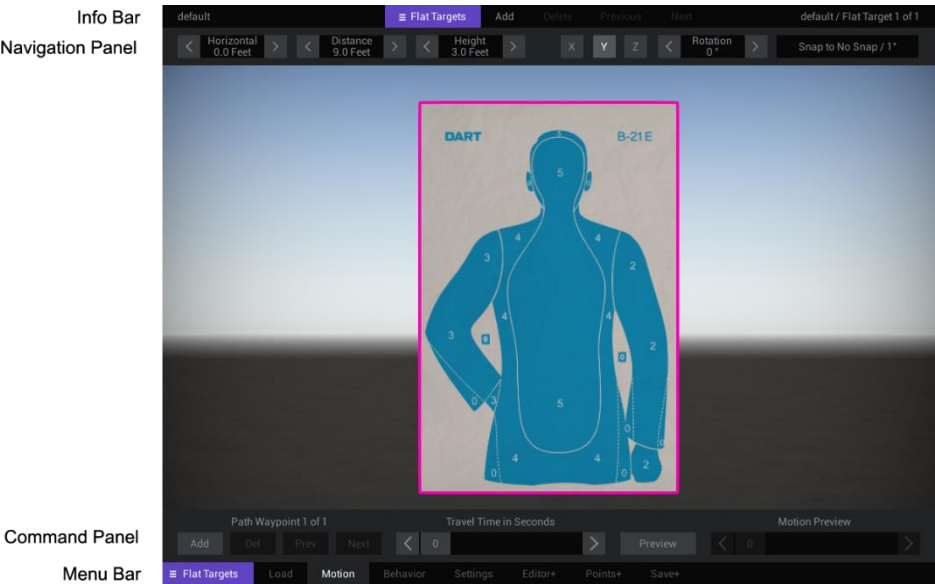 Info Bar
default
≡ Flat Targets Add Delete Previous Next
default / Flat Target 1 of 1
Navigation Panel
< Horizontal 0.0 Feet >
< Distance 9.0 Feet >
< Height 3.0 Feet >
X Y Z
< Rotation 0 ° >
Snap to No Snap / 1°
DART
B-21E
5
5
4 4
3
2
4 4
3
0
0
2
0 3
5
0
0
4 4
0
0
2
Command Panel
Path Waypoint 1 of 1
Travel Time in Seconds
Motion Preview
Add Del Prev Next
< 0 >
Preview
< 0 >
Menu Bar
≡ Flat Targets Load Motion Behavior Settings Editor+ Points+ Save+